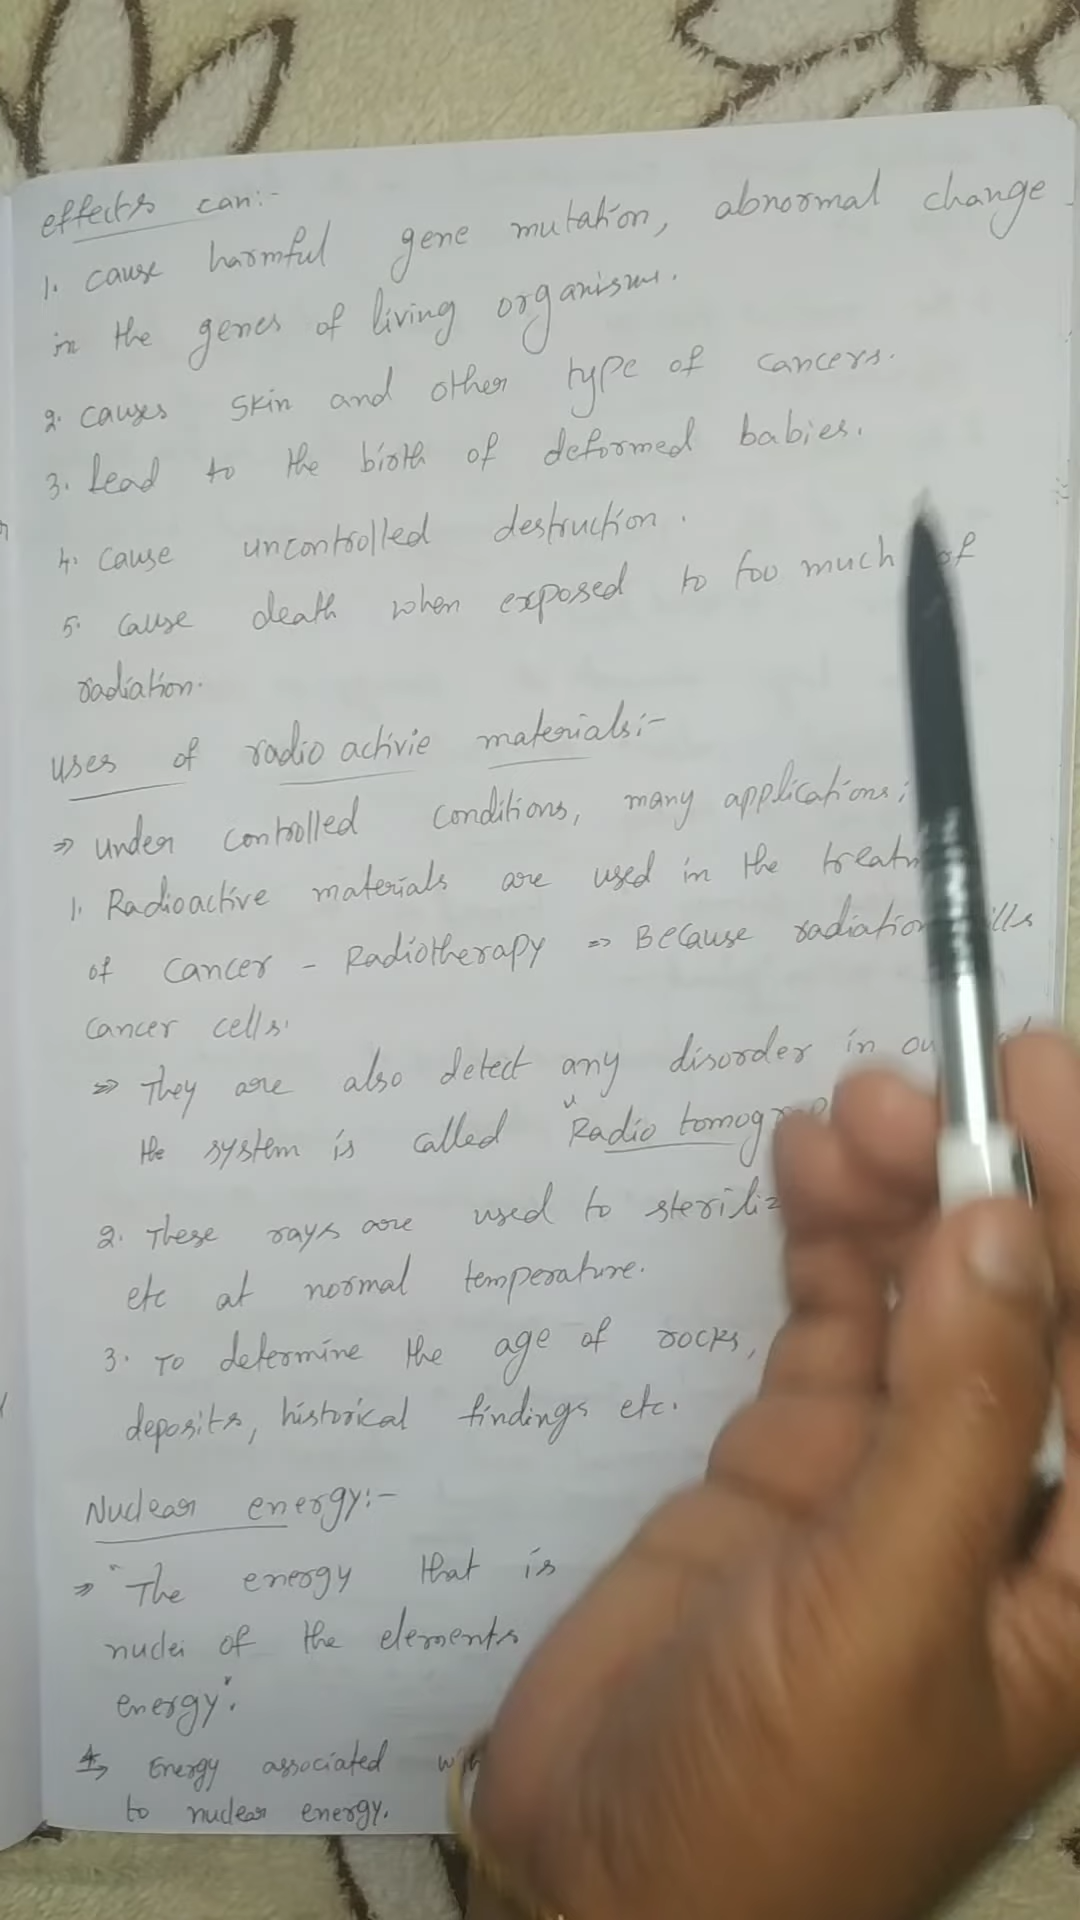 effects can:-
1. cause harmful gene mutation, abnormal change
in the genes of living organism.
2. causes skin and other type of cancers.
3. Lead to the birth of deformed babies.
4. cause uncontrolled destruction.
5. cause death when exposed to too much of
radiation.
uses of radio activie materials:-
⇒ under controlled conditions, many applications;
1. Radioactive materials are used in the
of cancer - Radiotherapy ⇒ Because radiation
cancer cells.
⇒ They are also detect any disorder in
the system is called "Radio
2. These rays are used to
etc at normal temperature.
3. To determine the age of rocks,
deposits, historical findings etc.
Nuclear energy:-
⇒ "The energy that is
nuclei of the elements
energy".
↳ Energy associated
to nuclear energy.